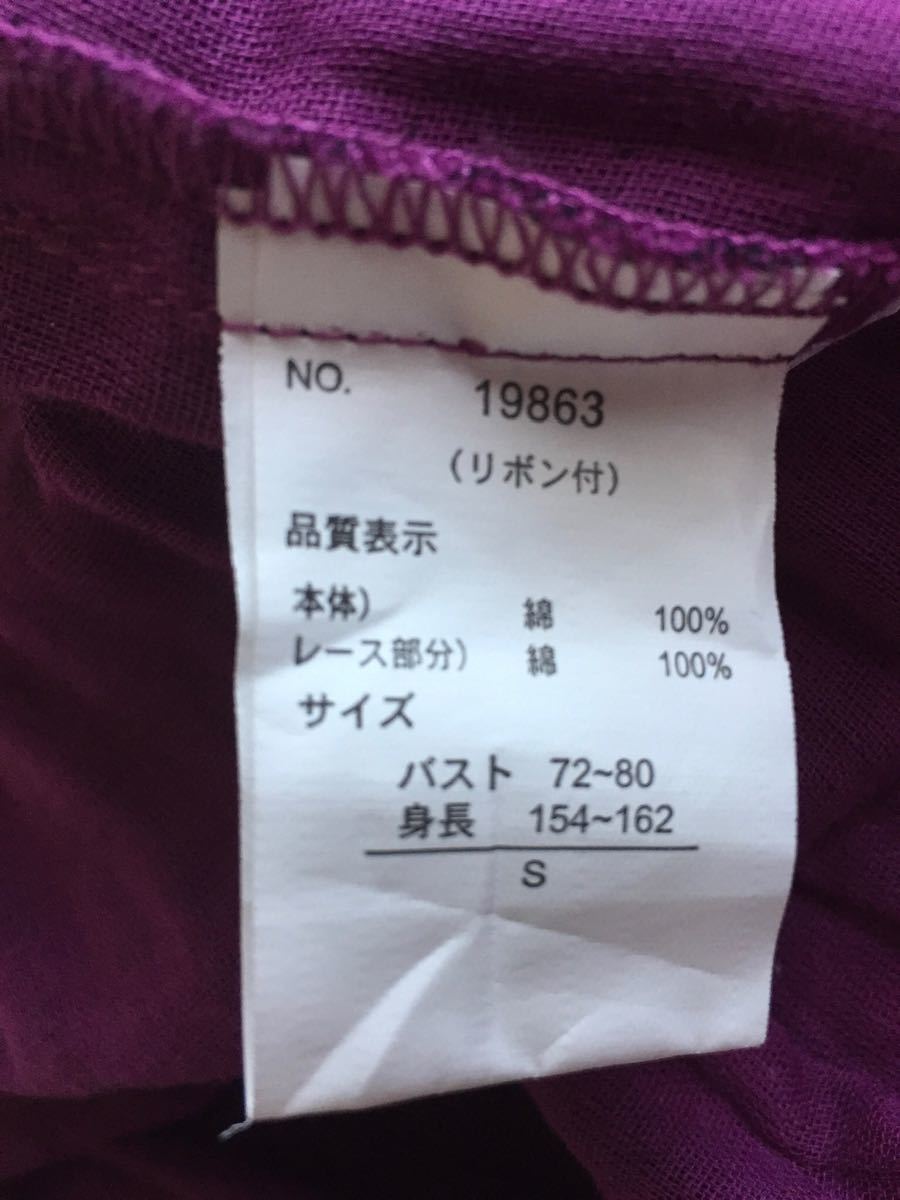 NO. 19863
(リボン付)
品質表示
本体) 綿 100%
レース部分) 綿 100%
サイズ
バスト 72~80
身長 154~162
S